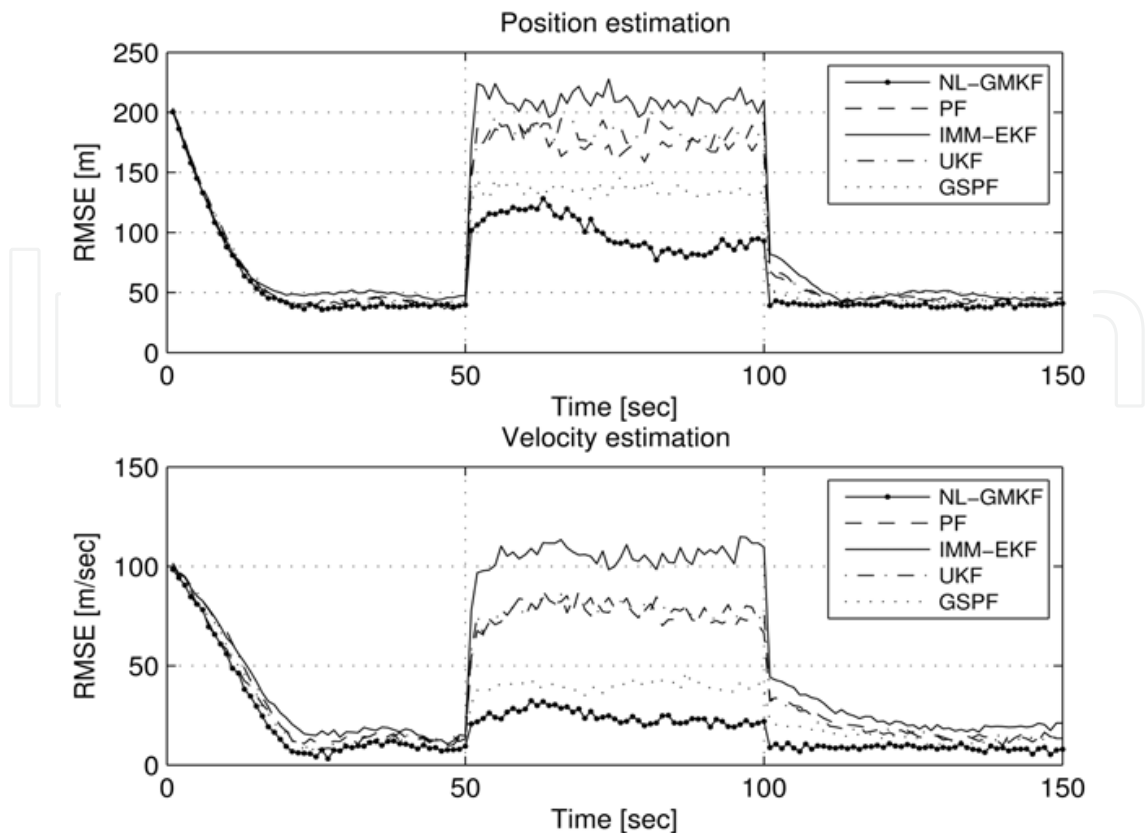 Position estimation
250
200
150
100
50
0
RMSE [m]
NL-GMKF
PF
IMM-EKF
UKF
GSPF
0
50
100
150
Time [sec]
Velocity estimation
150
100
50
0
RMSE [m/sec]
NL-GMKF
PF
IMM-EKF
UKF
GSPF
0
50
100
150
Time [sec]